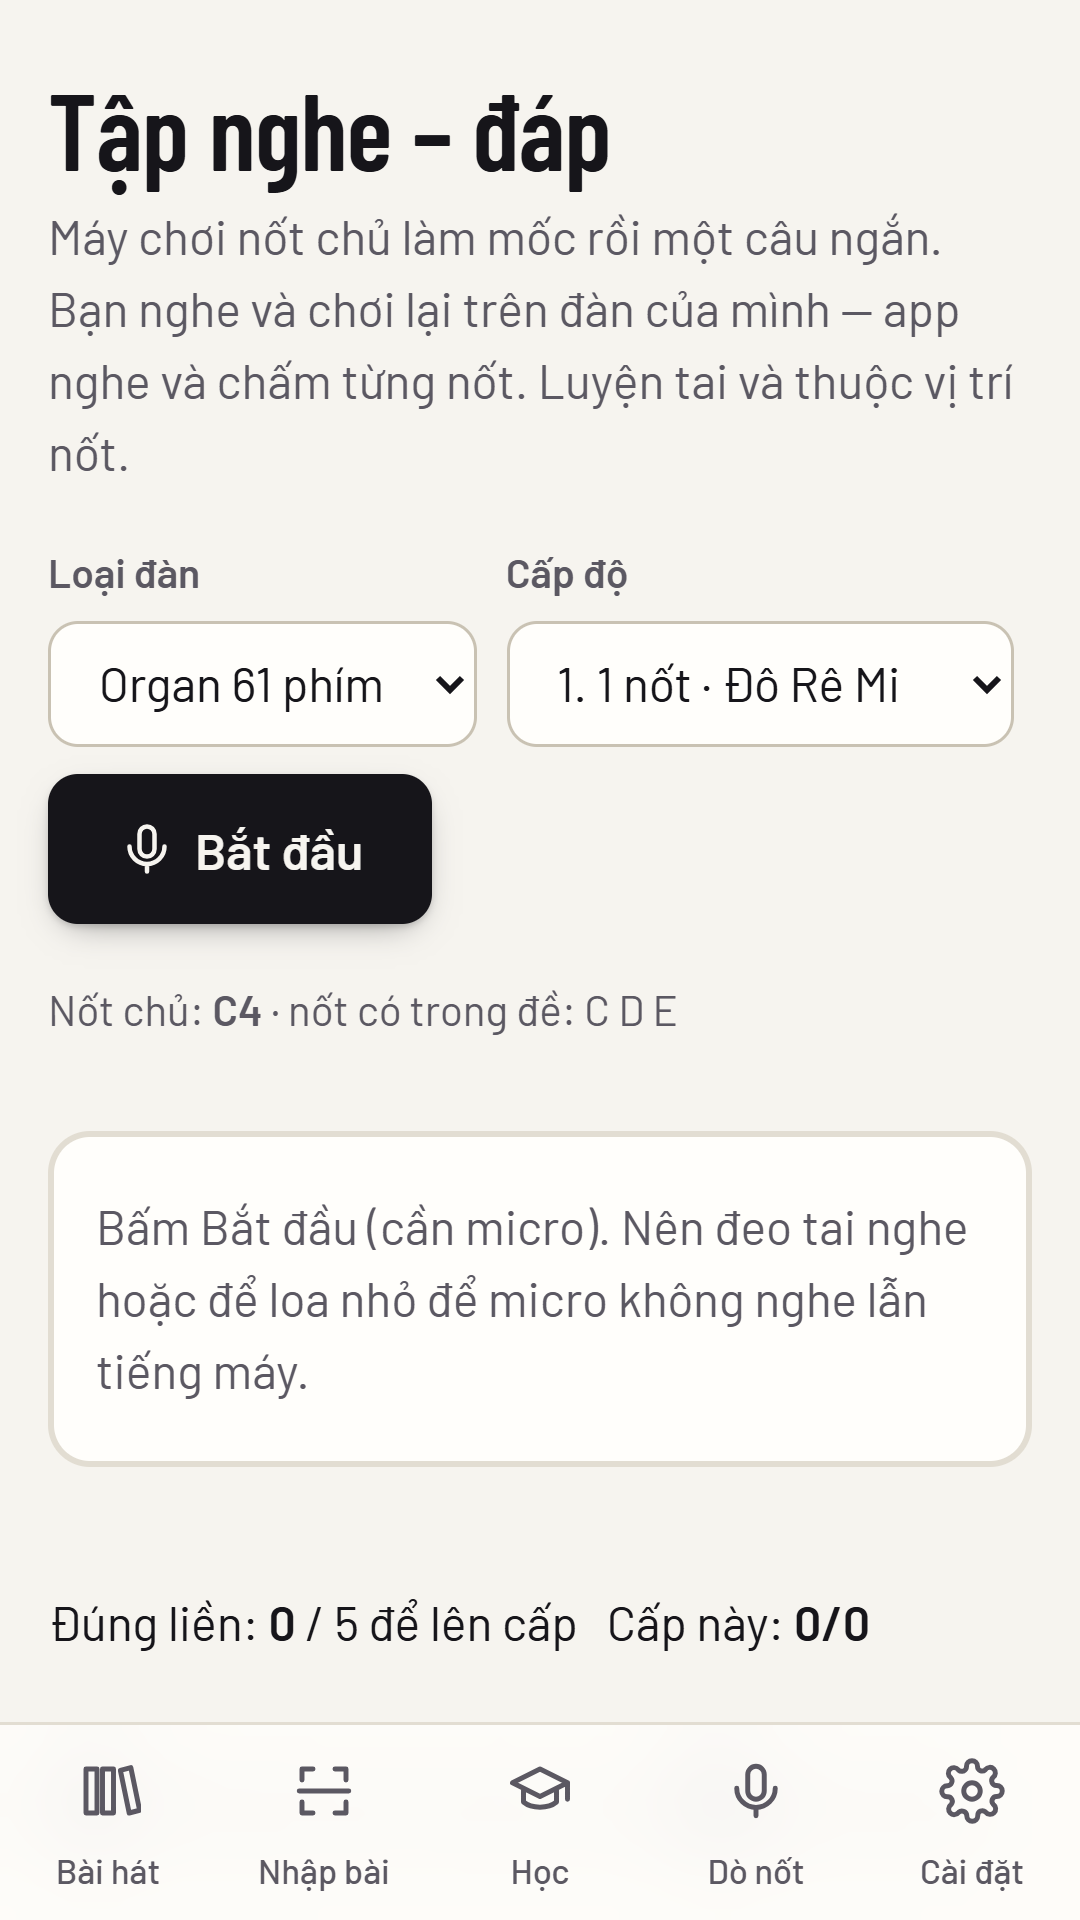 Tập nghe – đáp
Máy chơi nốt chủ làm mốc rồi một câu ngắn.
Bạn nghe và chơi lại trên đàn của mình — app
nghe và chấm từng nốt. Luyện tai và thuộc vị trí
nốt.
Loại đàn
Cấp độ
Organ 61 phím
1. 1 nốt · Đô Rê Mi
Bắt đầu
Nốt chủ: C4 · nốt có trong đề: C D E
Bấm Bắt đầu (cần micro). Nên đeo tai nghe
hoặc để loa nhỏ để micro không nghe lẫn
tiếng máy.
Đúng liền: 0 / 5 để lên cấp Cấp này: 0/0
Bài hát
Nhập bài
Học
Dò nốt
Cài đặt